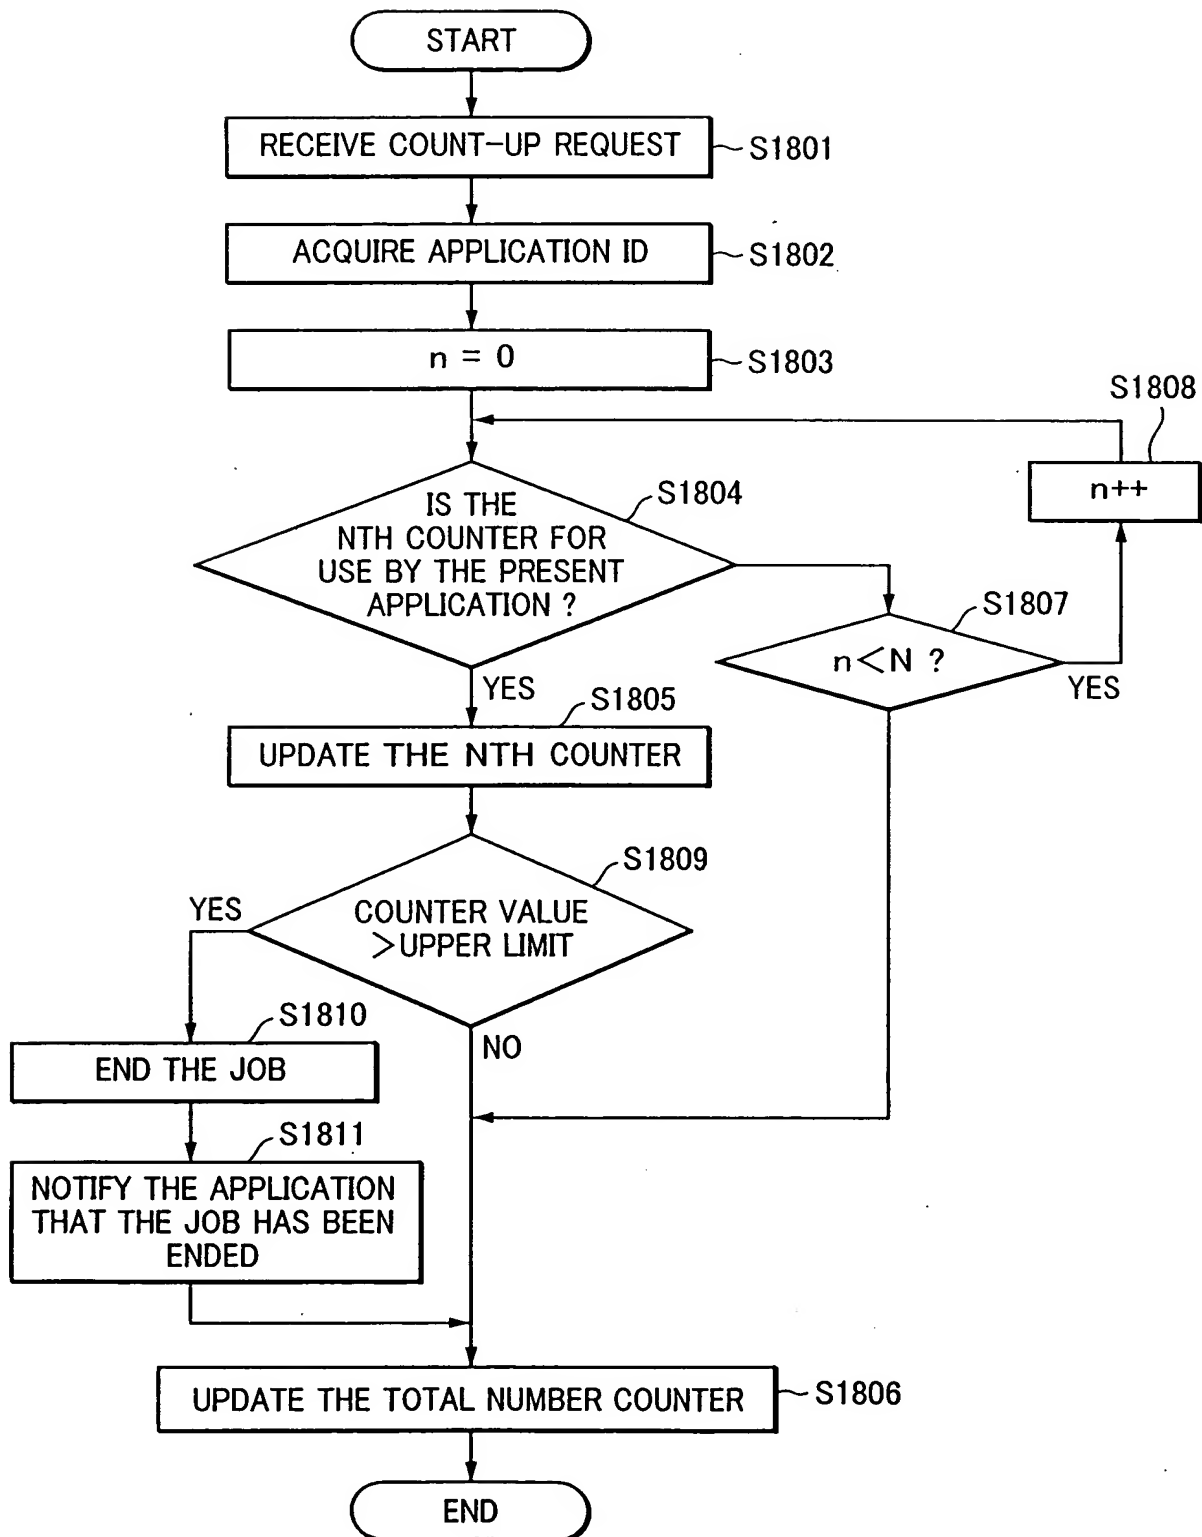 START
RECEIVE COUNT-UP REQUEST
S1801
ACQUIRE APPLICATION ID
S1802
n = 0
S1803
S1808
n++
IS THE
NTH COUNTER FOR
USE BY THE PRESENT
APPLICATION ?
S1804
S1807
n<N ?
YES
YES
S1805
UPDATE THE NTH COUNTER
S1809
COUNTER VALUE
>UPPER LIMIT
YES
NO
S1810
END THE JOB
S1811
NOTIFY THE APPLICATION
THAT THE JOB HAS BEEN
ENDED
UPDATE THE TOTAL NUMBER COUNTER
S1806
END